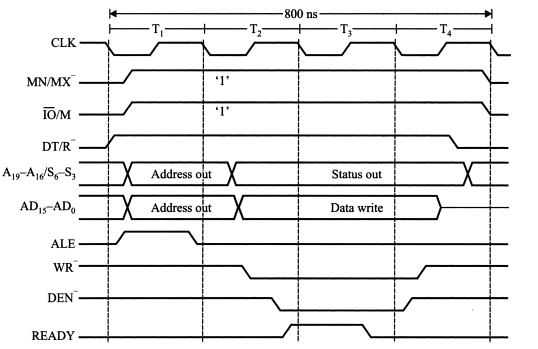 800 ns
T₁ T₂ T₃ T₄
CLK
MN/MX‾ ‘1’
I̅O̅/M ‘1’
DT/R‾
A₁₉–A₁₆/S₆–S₃ Address out Status out
AD₁₅–AD₀ Address out Data write
ALE
WR‾
DEN‾
READY